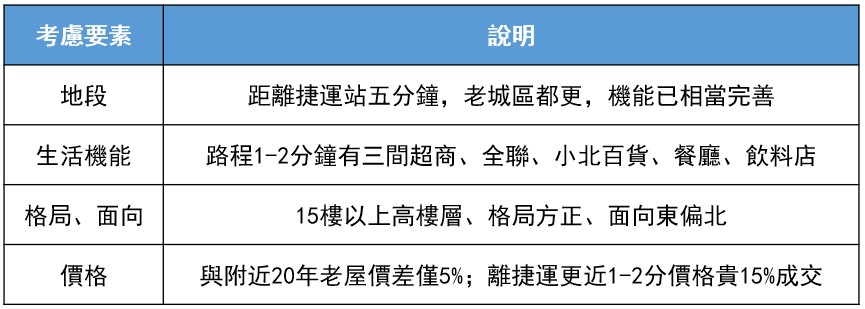 考慮要素 說明
地段 距離捷運站五分鐘，老城區都更，機能已相當完善
生活機能 路程1-2分鐘有三間超商、全聯、小北百貨、餐廳、飲料店
格局、面向 15樓以上高樓層、格局方正、面向東偏北
價格 與附近20年老屋價差僅5%；離捷運更近1-2分價格貴15%成交